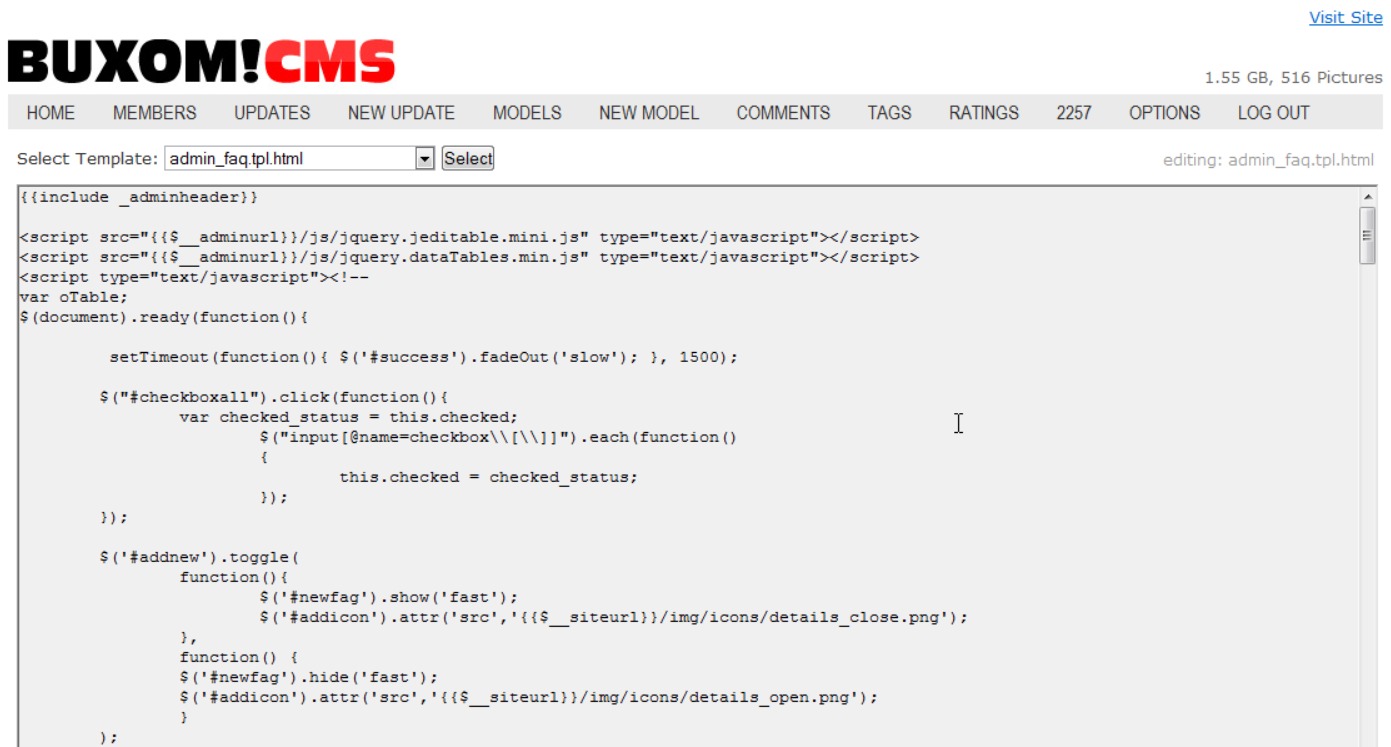 Visit Site
BUXOM!CMS
1.55 GB, 516 Pictures
HOME MEMBERS UPDATES NEW UPDATE MODELS NEW MODEL COMMENTS TAGS RATINGS 2257 OPTIONS LOG OUT
Select Template: admin_faq.tpl.html Select editing: admin_faq.tpl.html
{{include _adminheader}}
<script src="{{$__adminurl}}/js/jquery.jeditable.mini.js" type="text/javascript"></script>
<script src="{{$__adminurl}}/js/jquery.dataTables.min.js" type="text/javascript"></script>
<script type="text/javascript"><!--
var oTable;
$(document).ready(function(){
setTimeout(function(){ $('#success').fadeOut('slow'); }, 1500);
$("#checkboxall").click(function(){
var checked_status = this.checked;
$("input[@name=checkbox\\[\\]]").each(function()
{
this.checked = checked_status;
});
});
$('#addnew').toggle(
function(){
$('#newfag').show('fast');
$('#addicon').attr('src','{{$__siteurl}}/img/icons/details_close.png');
},
function() {
$('#newfag').hide('fast');
$('#addicon').attr('src','{{$__siteurl}}/img/icons/details_open.png');
}
);